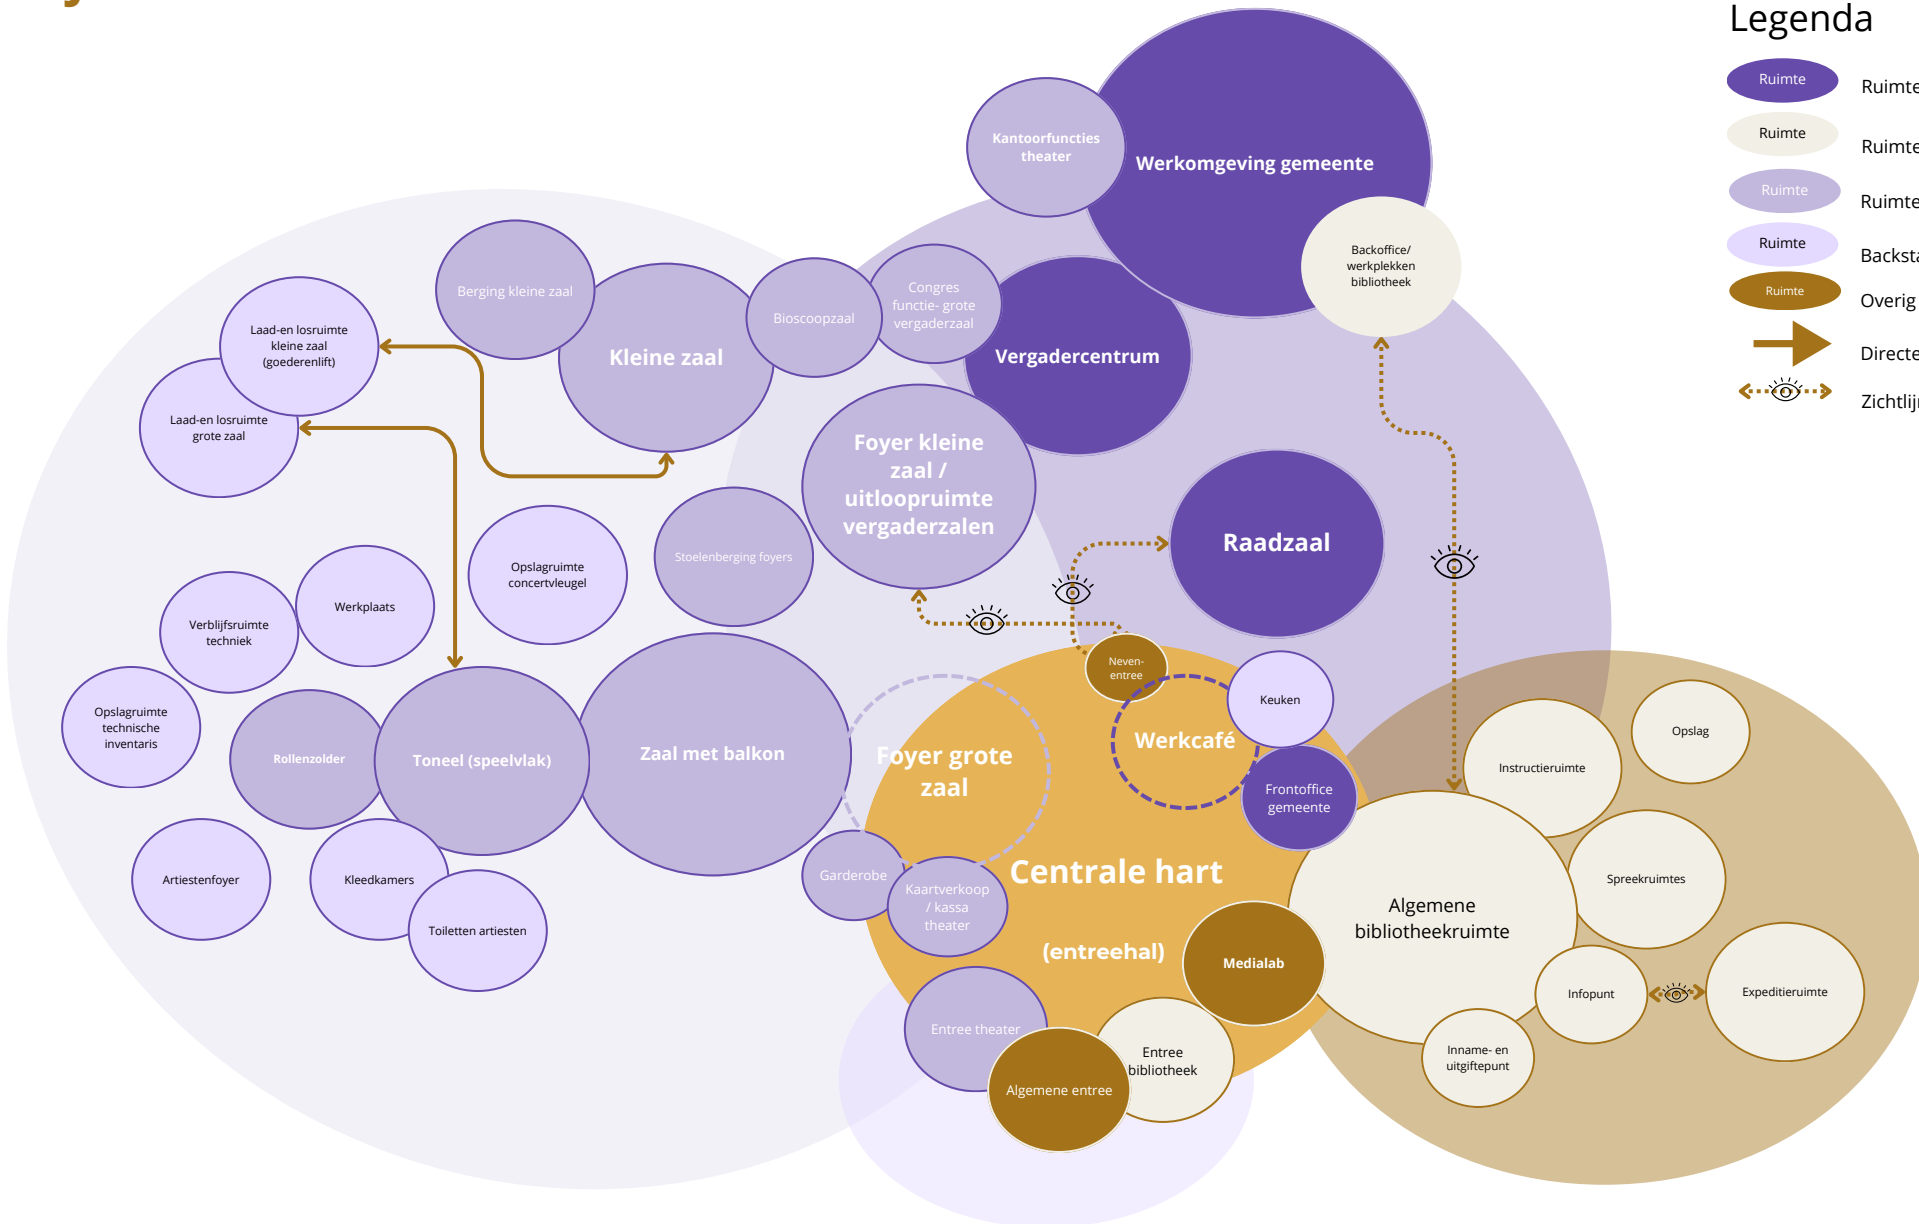 Legenda
Ruimte
Ruimte
Ruimte
Ruimte
Ruimte
Ruimte
Ruimte
Ruimte
Backsta
Overig
Directe
Zichtlijn
Kantoorfuncties
theater
Werkomgeving gemeente
Backoffice/
werkplekken
bibliotheek
Berging kleine zaal
Kleine zaal
Bioscoopzaal
Congres
functie- grote
vergaderzaal
Vergadercentrum
Laad-en losruimte
kleine zaal
(goederenlift)
Laad-en losruimte
grote zaal
Foyer kleine
zaal /
uitloopruimte
vergaderzalen
Raadzaal
Stoelenberging foyers
Opslagruimte
concertvleugel
Werkplaats
Verblijfsruimte
techniek
Opslagruimte
technische
inventaris
Rollenzolder
Toneel (speelvlak)
Zaal met balkon
Foyer grote
zaal
Neven-
entree
Werkcafé
Keuken
Frontoffice
gemeente
Instructieruimte
Opslag
Artiestenfoyer
Kleedkamers
Toiletten artiesten
Garderobe
Kaartverkoop
/ kassa
theater
Centrale hart
(entreehal)
Medialab
Algemene
bibliotheekruimte
Spreekruimtes
Infopunt
Expeditieruimte
Inname- en
uitgiftepunt
Entree theater
Algemene entree
Entree
bibliotheek